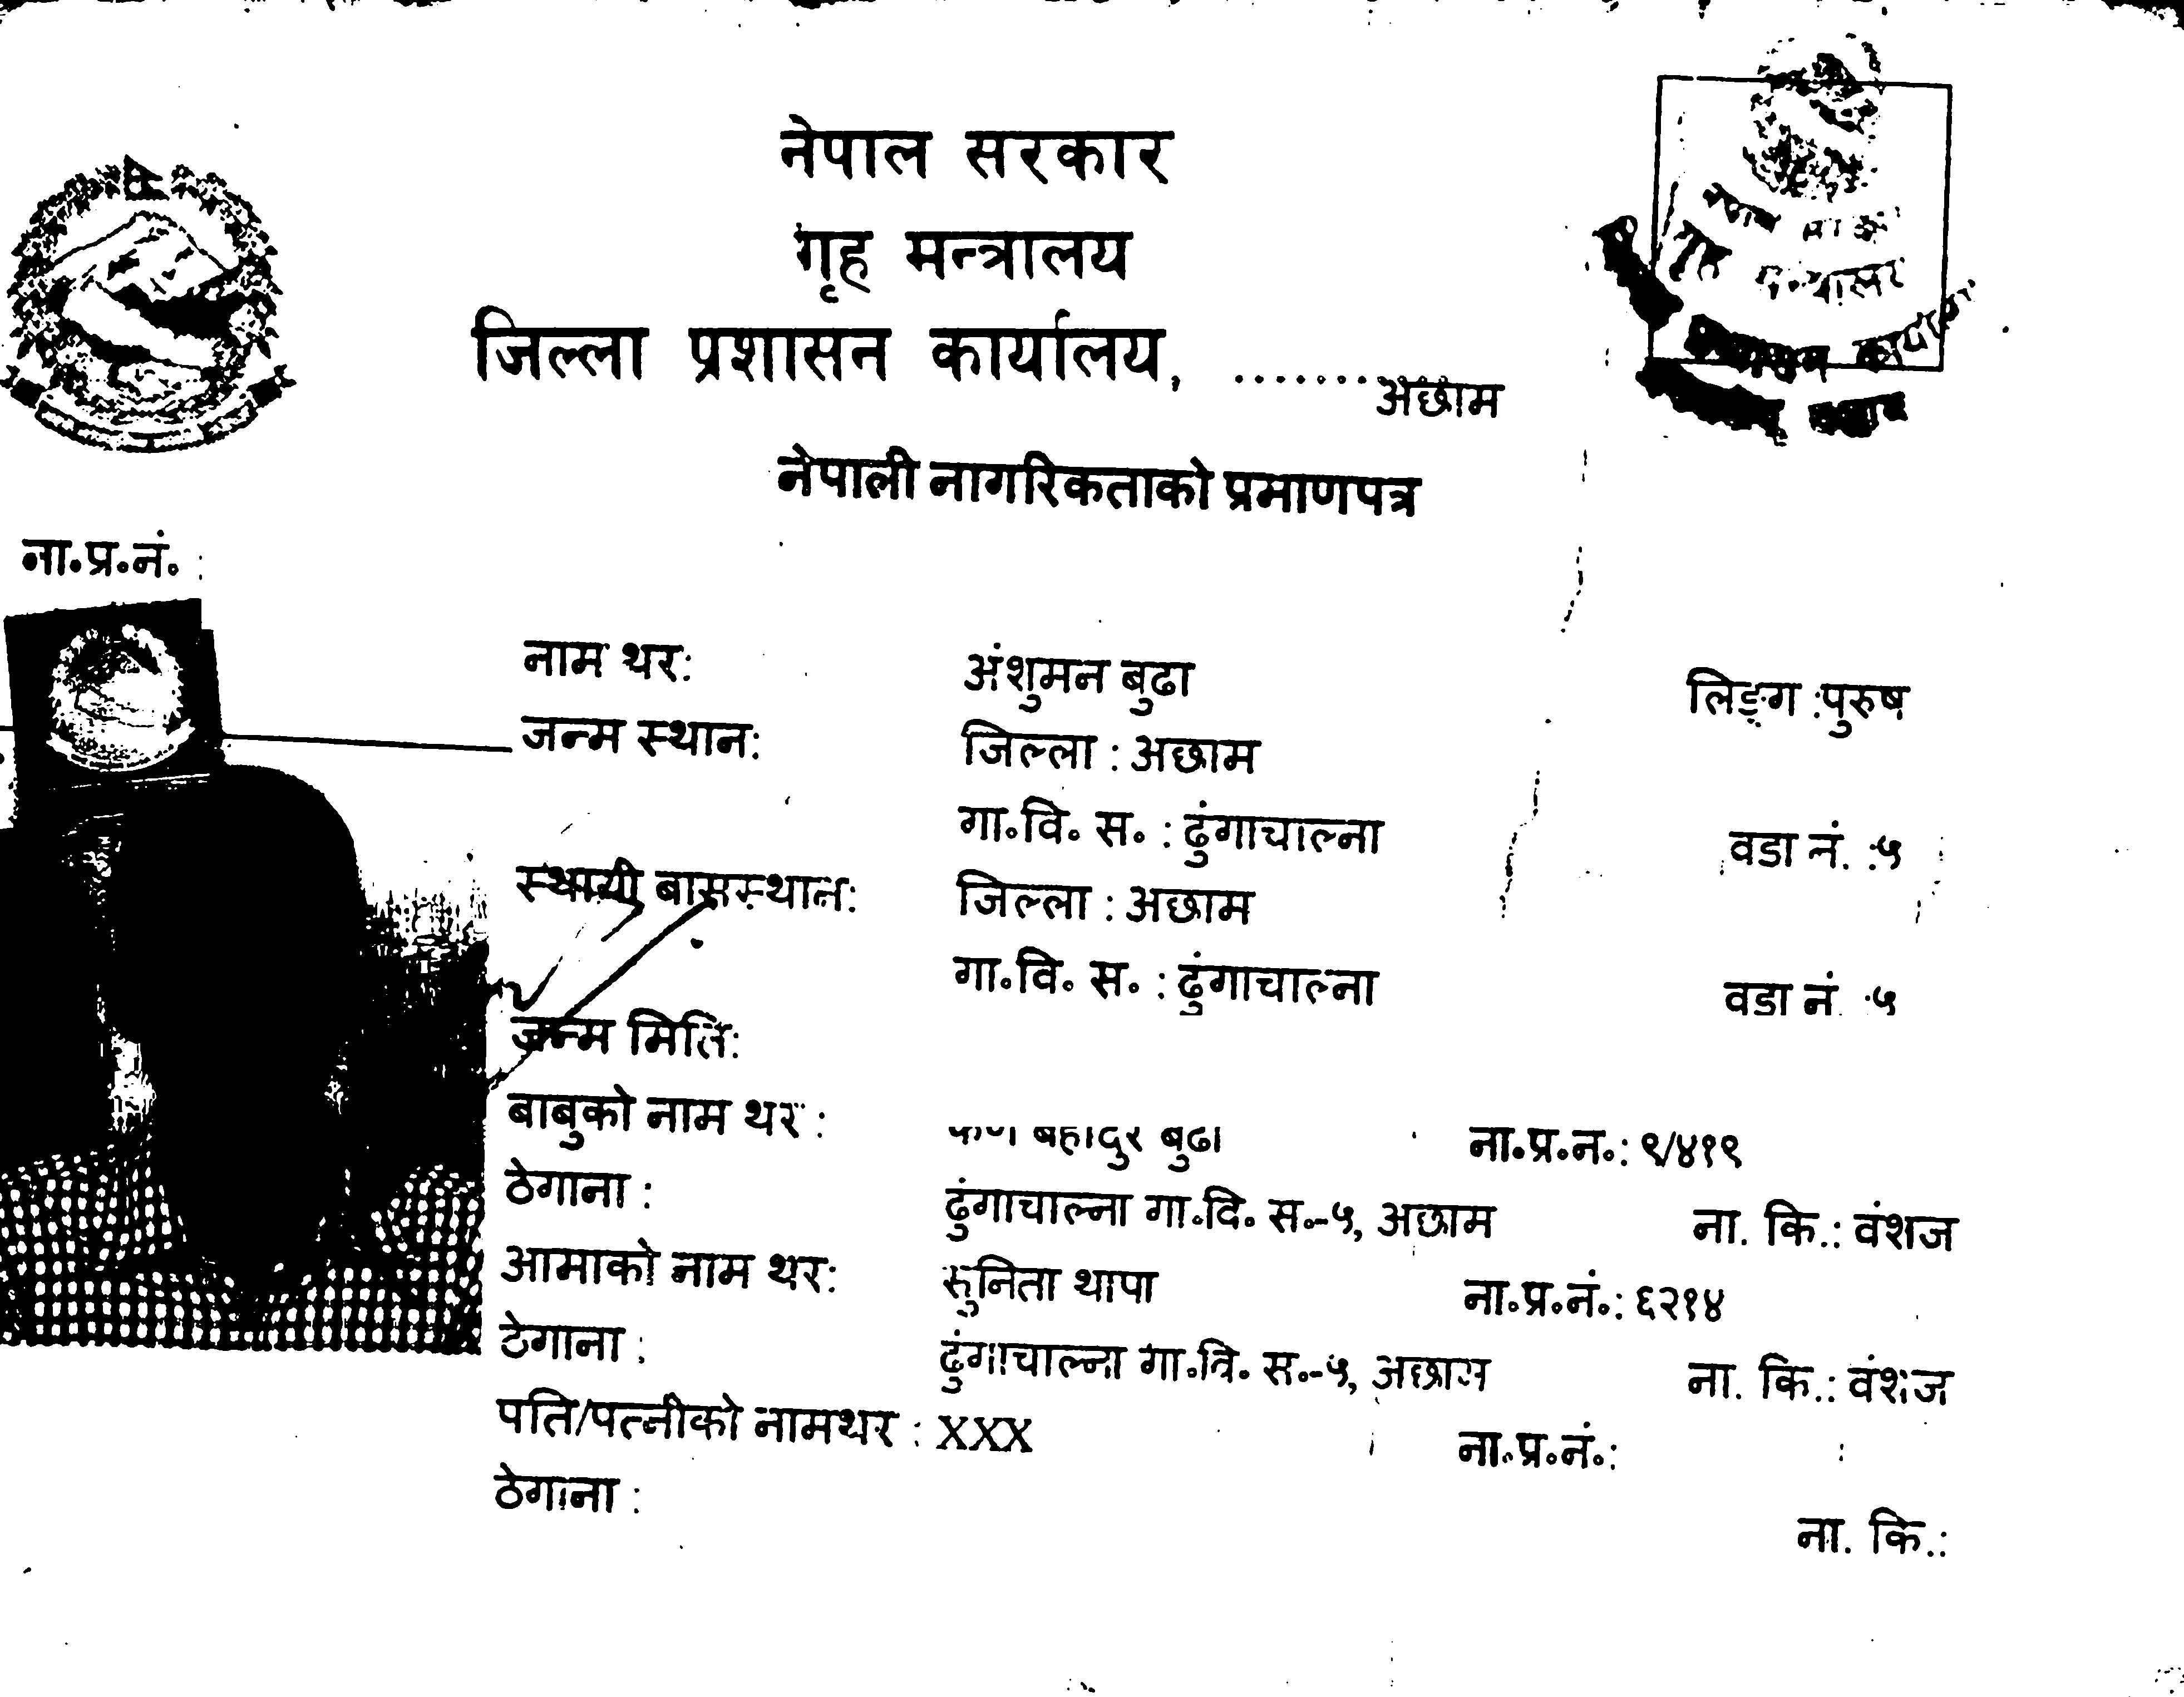 नेपाल सरकार
गृह मन्त्रालय
जिल्ला प्रशासन कार्यालय, ........अछाम
नेपाली नागरिकताको प्रमाणपत्र
ना॰प्र॰नं॰ :
नाम थर: अंशुमन बुढा लिङ्ग :पुरुष
जन्म स्थान: जिल्ला : अछाम
गा॰वि॰ स॰ : ढुंगाचाल्ना वडा नं. :५
स्थायी बासस्थान: जिल्ला : अछाम
गा॰वि॰ स॰ : ढुंगाचाल्ना वडा नं. :५
जन्म मिति:
बाबुको नाम थर : बहादुर बुढा ना॰प्र॰न॰: ९/४१९
ठेगाना : ढुंगाचाल्ना गा॰वि॰ स॰-५, अछाम ना. कि.: वंशज
आमाको नाम थर: सुनिता थापा ना॰प्र॰नं॰: ६२१४
ठेगाना : ढुंगाचाल्ना गा॰वि॰ स॰-५, अछाम ना. कि.: वंशज
पति/पत्नीको नामथर : XXX ना॰प्र॰नं॰:
ठेगाना :
ना. कि.: